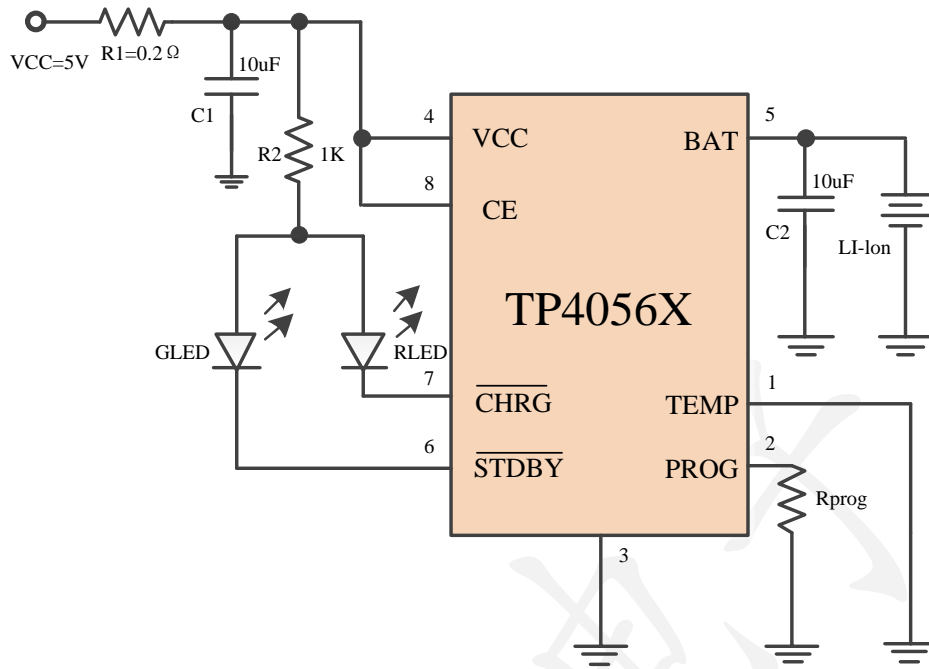 VCC=5V
R1=0.2Ω
10uF
C1
R2
1K
GLED
RLED
4
VCC
8
CE
TP4056X
7
CHRG
6
STDBY
3
5
BAT
10uF
C2
LI-lon
1
TEMP
2
PROG
Rprog